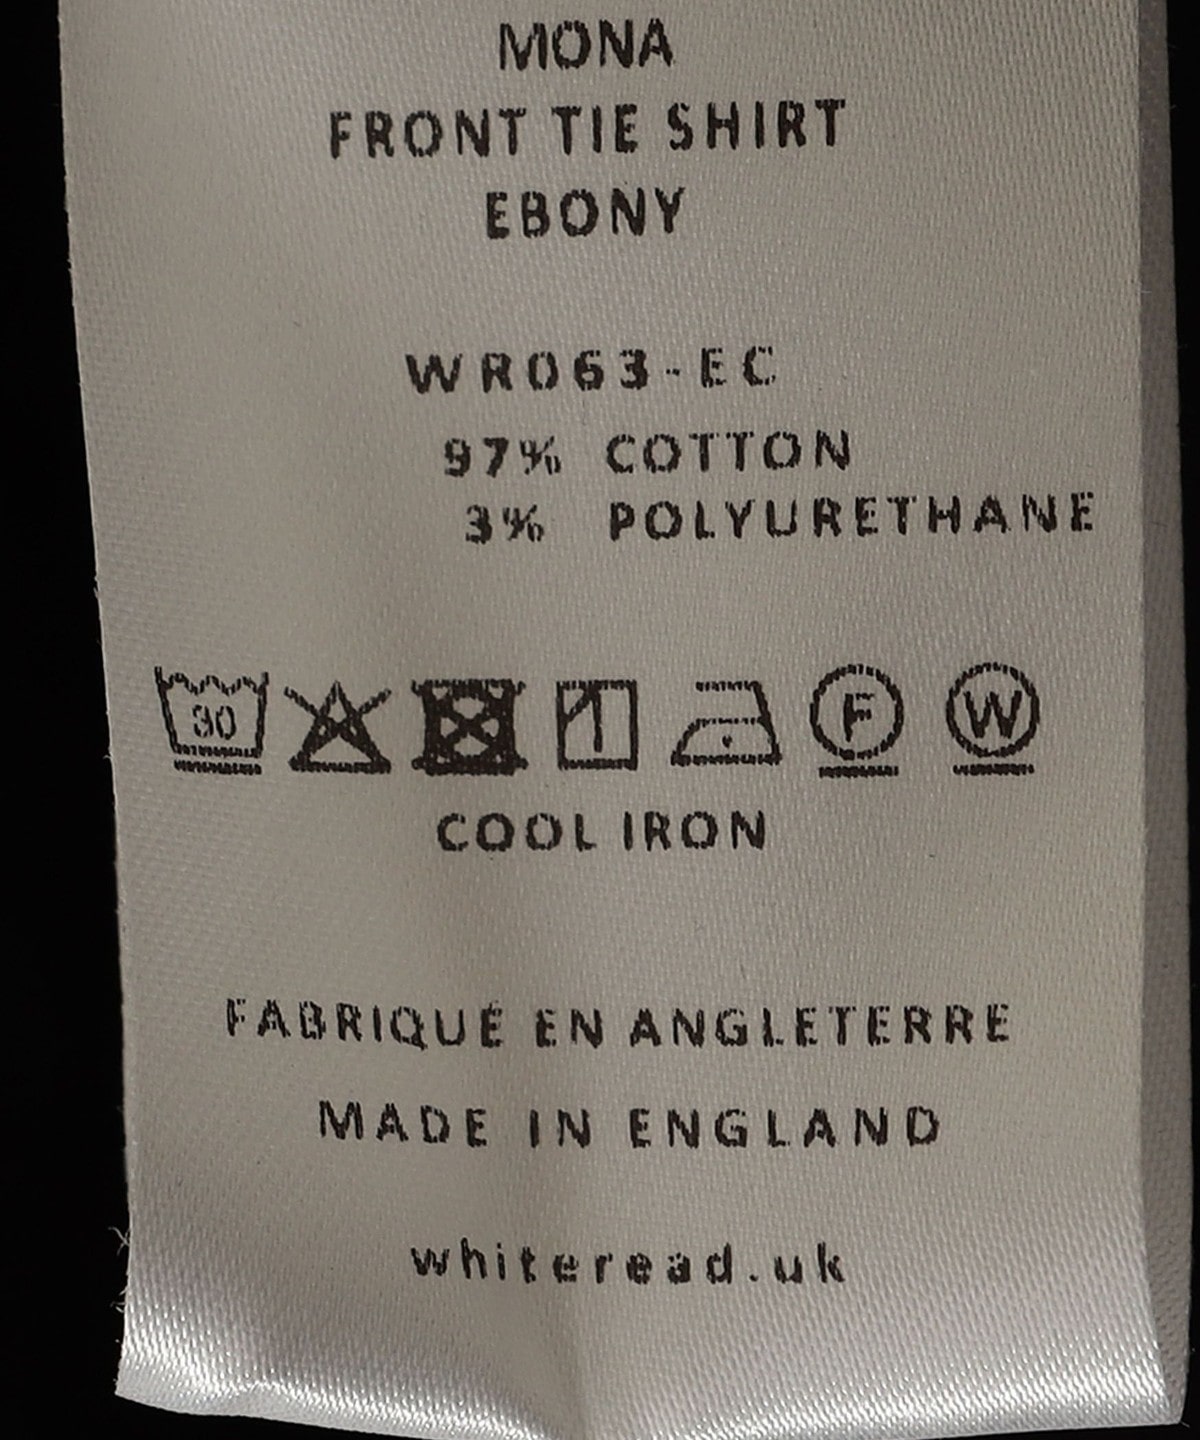 MONA
FRONT TIE SHIRT
EBONY
WR063-EC
97% COTTON
3% POLYURETHANE
30 F W
COOL IRON
FABRIQUÉ EN ANGLETERRE
MADE IN ENGLAND
whiteread.uk